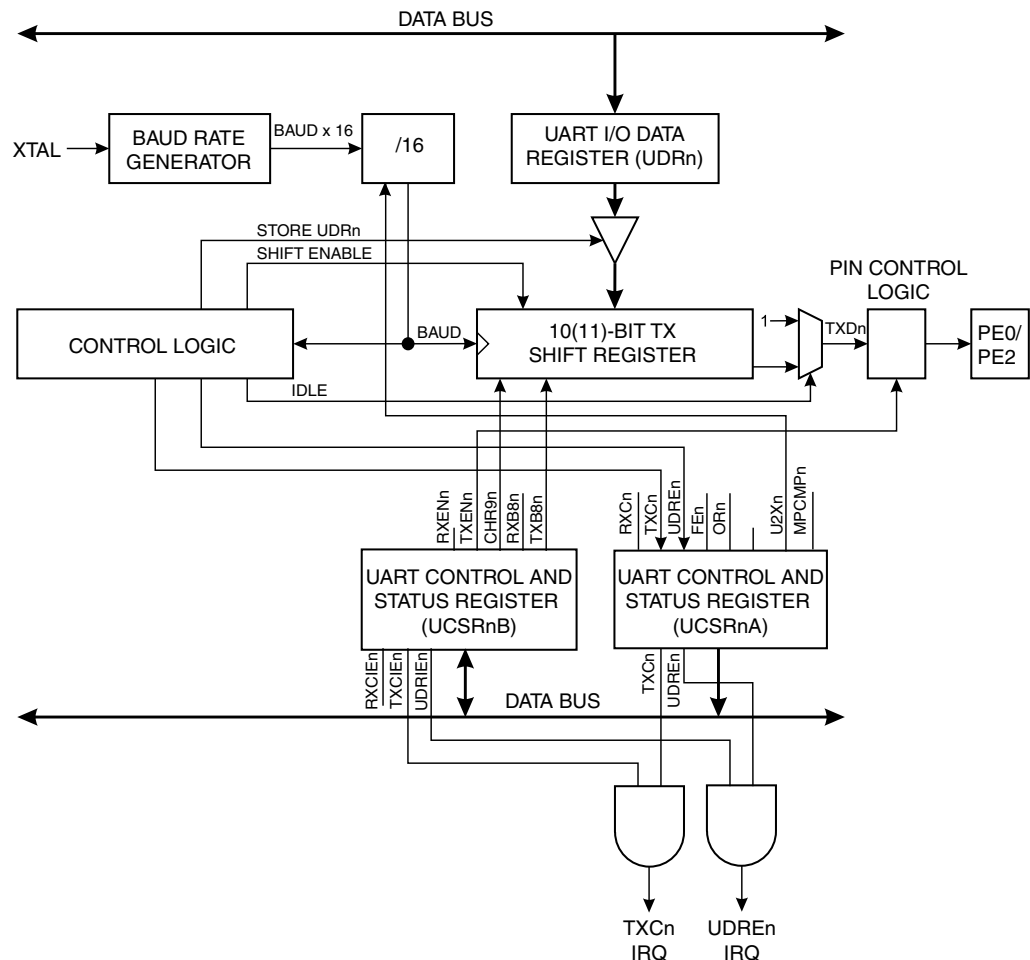 DATA BUS
XTAL
BAUD RATE
GENERATOR
BAUD x 16
/16
UART I/O DATA
REGISTER (UDRn)
STORE UDRn
SHIFT ENABLE
PIN CONTROL
LOGIC
CONTROL LOGIC
BAUD
10(11)-BIT TX
SHIFT REGISTER
1
TXDn
PE0/
PE2
IDLE
RXENn
TXENn
CHR9n
RXB8n
TXB8n
RXCn
TXCn
UDREn
FEn
ORn
U2Xn
MPCMPn
UART CONTROL AND
STATUS REGISTER
(UCSRnB)
UART CONTROL AND
STATUS REGISTER
(UCSRnA)
RXCIEn
TXCIEn
UDRIEn
TXCn
UDREn
DATA BUS
TXCn
IRQ
UDREn
IRQ